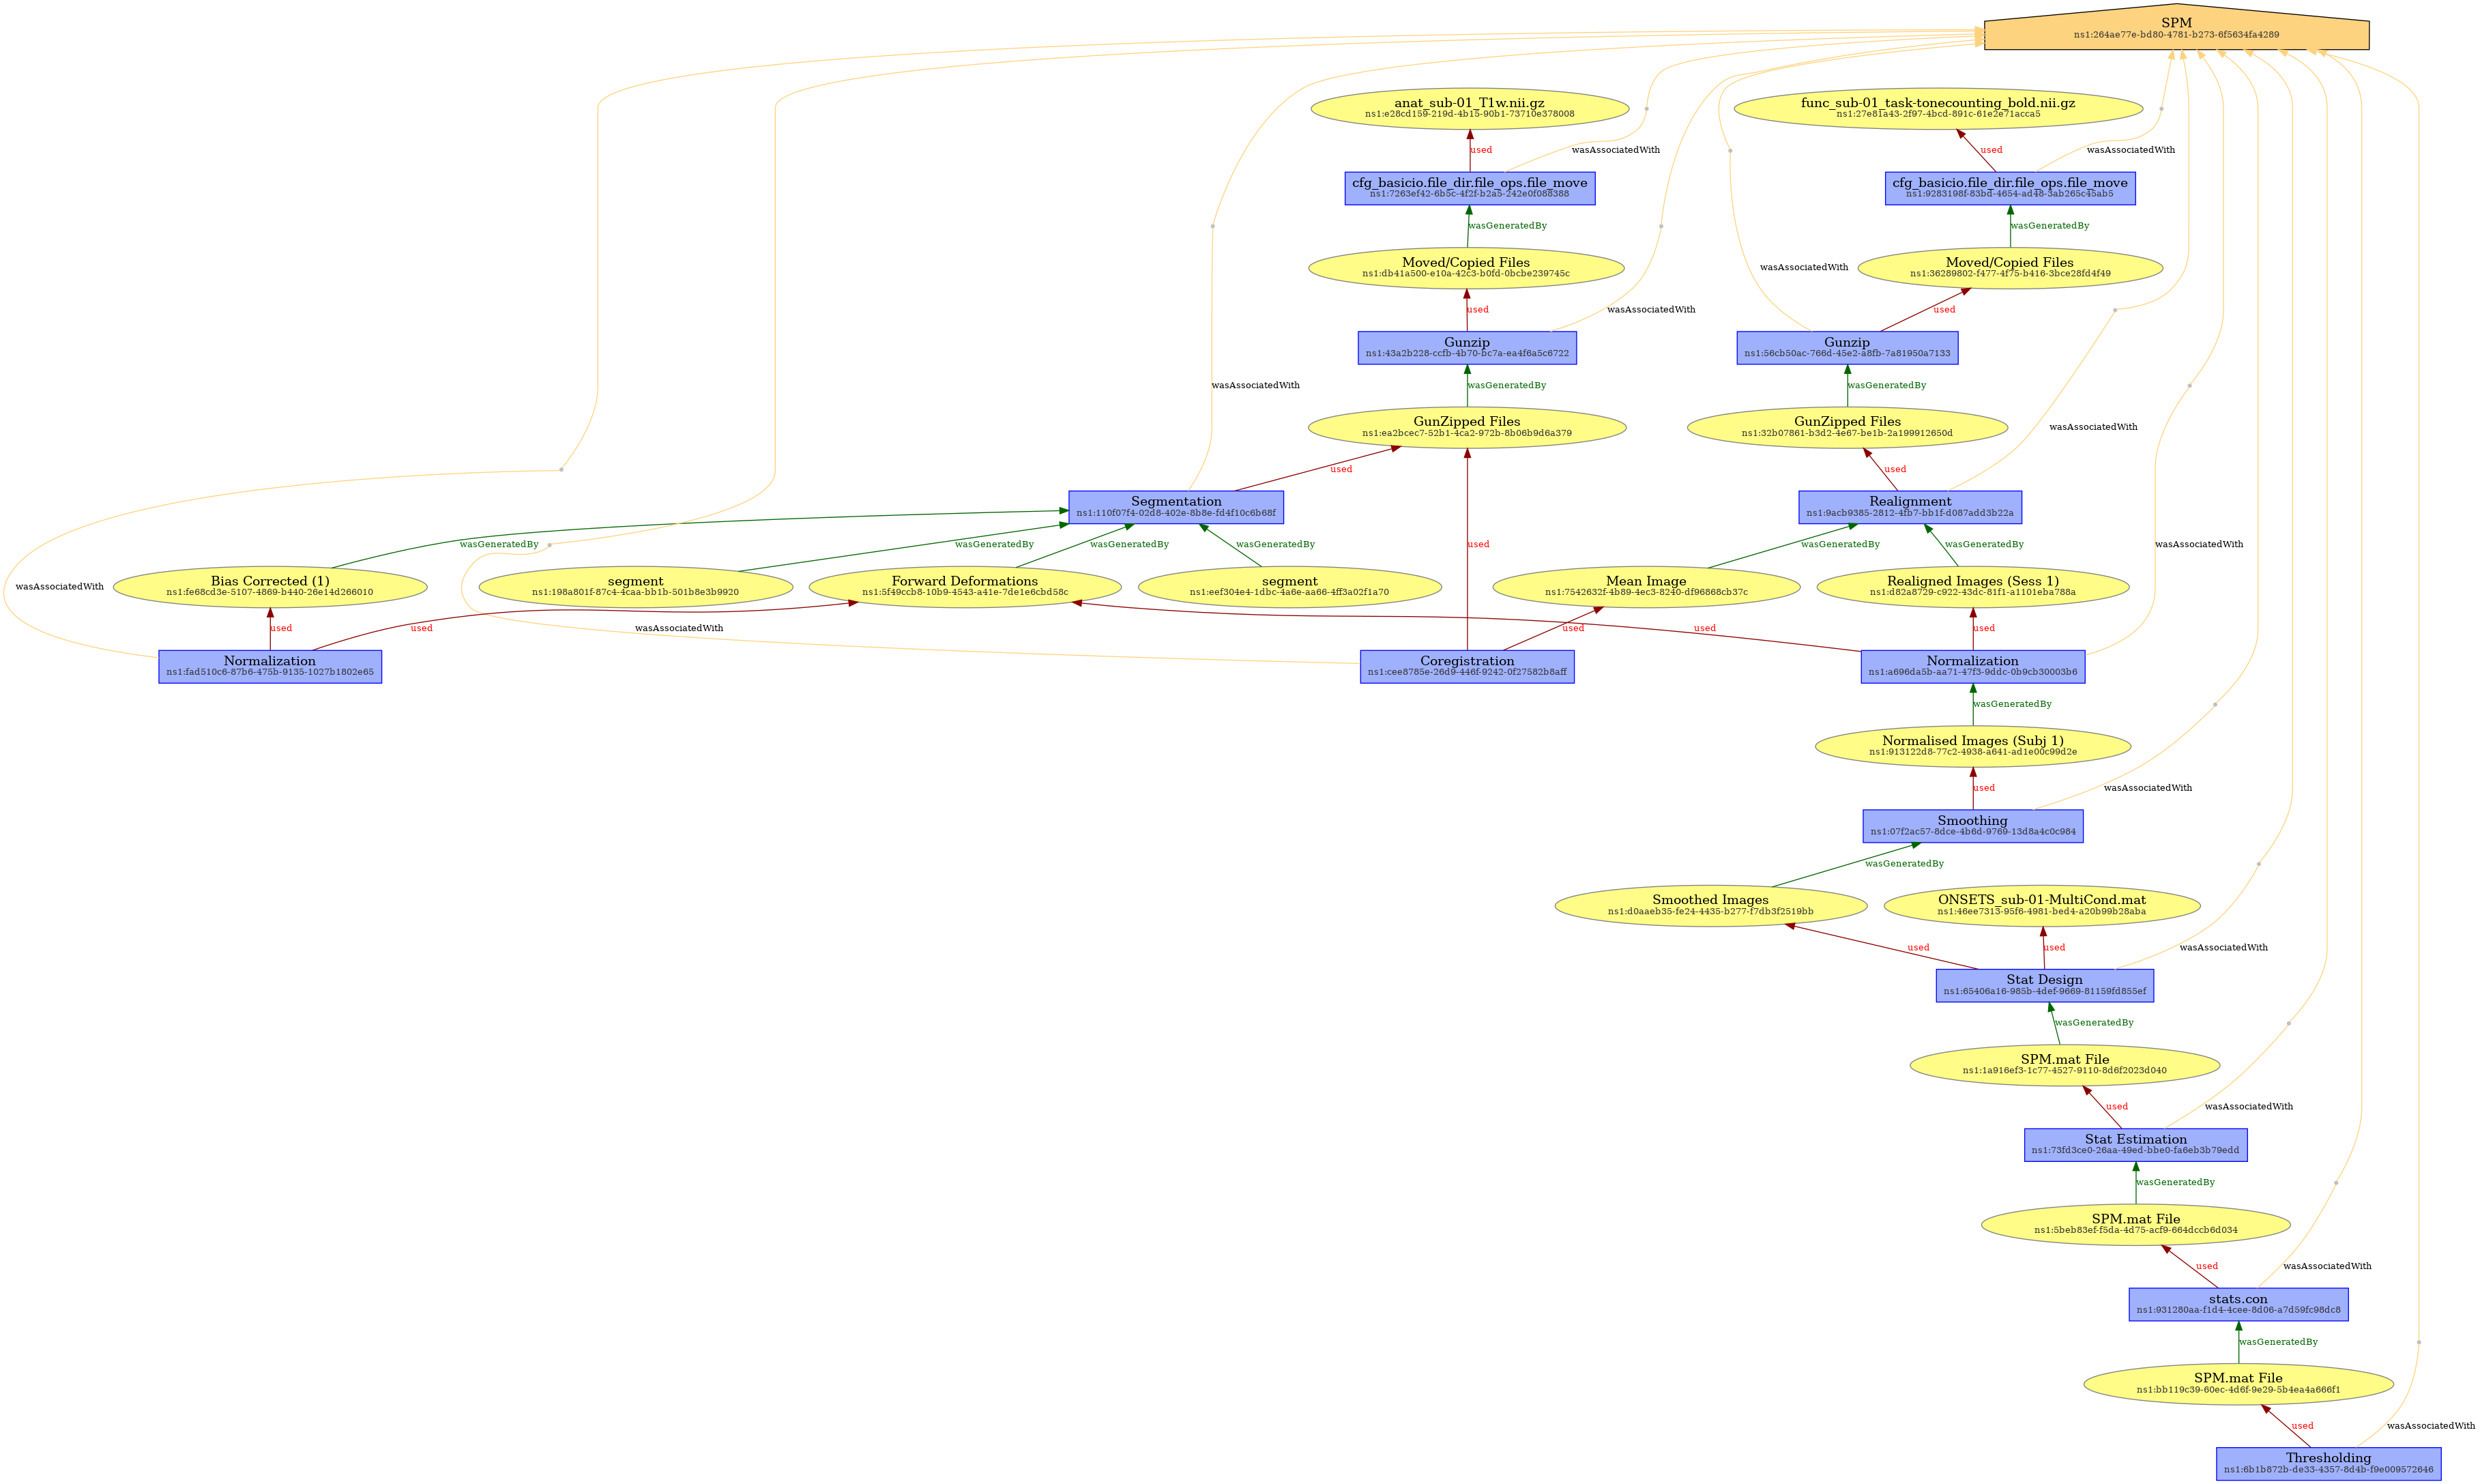 SPM
ns1:264ae77e-bd80-4781-b273-6f5634fa4289
anat_sub-01_T1w.nii.gz
ns1:e28cd159-219d-4b15-90b1-73710e378008
func_sub-01_task-tonecounting_bold.nii.gz
ns1:27e81a43-2f97-4bcd-891c-61e2e71acca5
used
wasAssociatedWith
used
wasAssociatedWith
cfg_basicio.file_dir.file_ops.file_move
ns1:7263ef42-6b5c-4f2f-b2a5-242e0f088388
cfg_basicio.file_dir.file_ops.file_move
ns1:9283198f-83bd-4654-ad48-3ab265c45ab5
wasGeneratedBy
wasGeneratedBy
Moved/Copied Files
ns1:db41a500-e10a-42c3-b0fd-0bcbe239745c
wasAssociatedWith
Moved/Copied Files
ns1:36289802-f477-4f75-b416-3bce28fd4f49
used
wasAssociatedWith
used
Gunzip
ns1:43a2b228-ccfb-4b70-bc7a-ea4f6a5c6722
Gunzip
ns1:56cb50ac-766d-45e2-a8fb-7a81950a7133
wasAssociatedWith
wasGeneratedBy
wasGeneratedBy
GunZipped Files
ns1:ea2bcec7-52b1-4ca2-972b-8b06b9d6a379
GunZipped Files
ns1:32b07861-b3d2-4e67-be1b-2a199912650d
wasAssociatedWith
used
used
Segmentation
ns1:110f07f4-02d8-402e-8b8e-fd4f10c6b68f
Realignment
ns1:9acb9385-2812-4fb7-bb1f-d087add3b22a
wasGeneratedBy
wasGeneratedBy
wasGeneratedBy
wasGeneratedBy
used
wasGeneratedBy
wasGeneratedBy
wasAssociatedWith
wasAssociatedWith
Bias Corrected (1)
ns1:fe68cd3e-5107-4869-b440-26e14d266010
segment
ns1:198a801f-87c4-4caa-bb1b-501b8e3b9920
Forward Deformations
ns1:5f49ccb8-10b9-4543-a41e-7de1e6cbd58c
segment
ns1:eef304e4-1dbc-4a6e-aa66-4ff3a02f1a70
Mean Image
ns1:7542632f-4b89-4ec3-8240-df96868cb37c
Realigned Images (Sess 1)
ns1:d82a8729-c922-43dc-81f1-a1101eba788a
used
used
wasAssociatedWith
used
used
used
Normalization
ns1:fad510c6-87b6-475b-9135-1027b1802e65
Coregistration
ns1:cee8785e-26d9-446f-9242-0f27582b8aff
Normalization
ns1:a696da5b-aa71-47f3-9ddc-0b9cb30003b6
wasGeneratedBy
Normalised Images (Subj 1)
ns1:913122d8-77c2-4938-a641-ad1e00c99d2e
used
wasAssociatedWith
Smoothing
ns1:07f2ac57-8dce-4b6d-9769-13d8a4c0c984
wasGeneratedBy
Smoothed Images
ns1:d0aaeb35-fe24-4435-b277-f7db3f2519bb
ONSETS_sub-01-MultiCond.mat
ns1:46ee7313-95f6-4981-bed4-a20b99b28aba
used
used
wasAssociatedWith
Stat Design
ns1:65406a16-985b-4def-9669-81159fd855ef
wasGeneratedBy
SPM.mat File
ns1:1a916ef3-1c77-4527-9110-8d6f2023d040
used
wasAssociatedWith
Stat Estimation
ns1:73fd3ce0-26aa-49ed-bbe0-fa6eb3b79edd
wasGeneratedBy
SPM.mat File
ns1:5beb83ef-f5da-4d75-acf9-664dccb6d034
used
wasAssociatedWith
stats.con
ns1:931280aa-f1d4-4cee-8d06-a7d59fc98dc8
wasGeneratedBy
SPM.mat File
ns1:bb119c39-60ec-4d6f-9e29-5b4ea4a666f1
used
wasAssociatedWith
Thresholding
ns1:6b1b872b-de33-4357-8d4b-f9e009572646